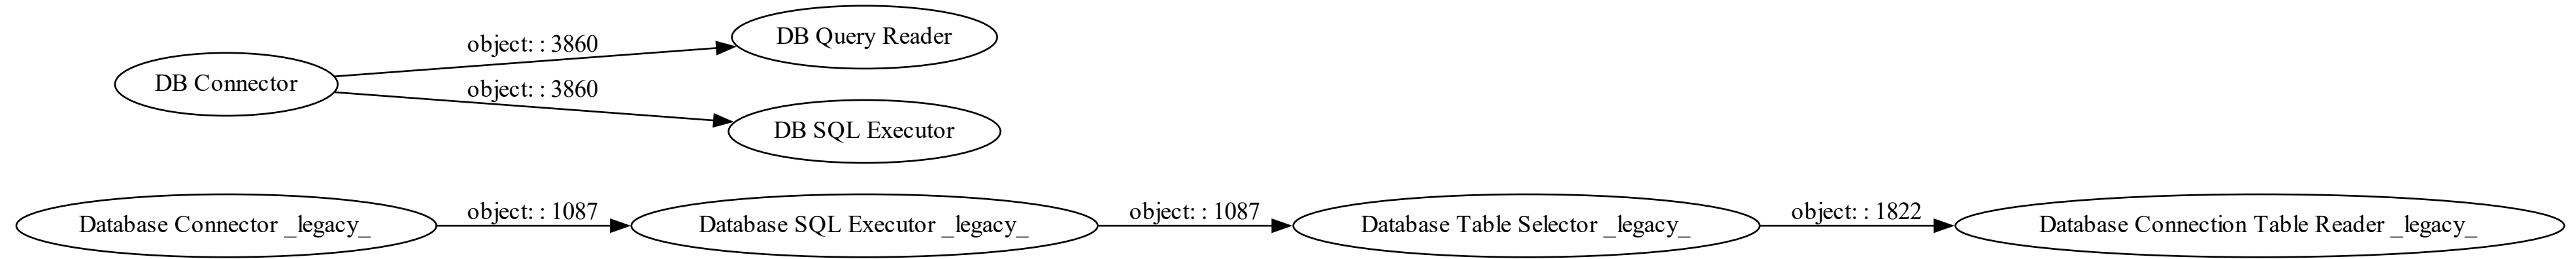 DB Query Reader
object: : 3860
DB Connector
object: : 3860
DB SQL Executor
object: : 1087
object: : 1087
object: : 1822
Database Connector _legacy_
Database SQL Executor _legacy_
Database Table Selector _legacy_
Database Connection Table Reader _legacy_